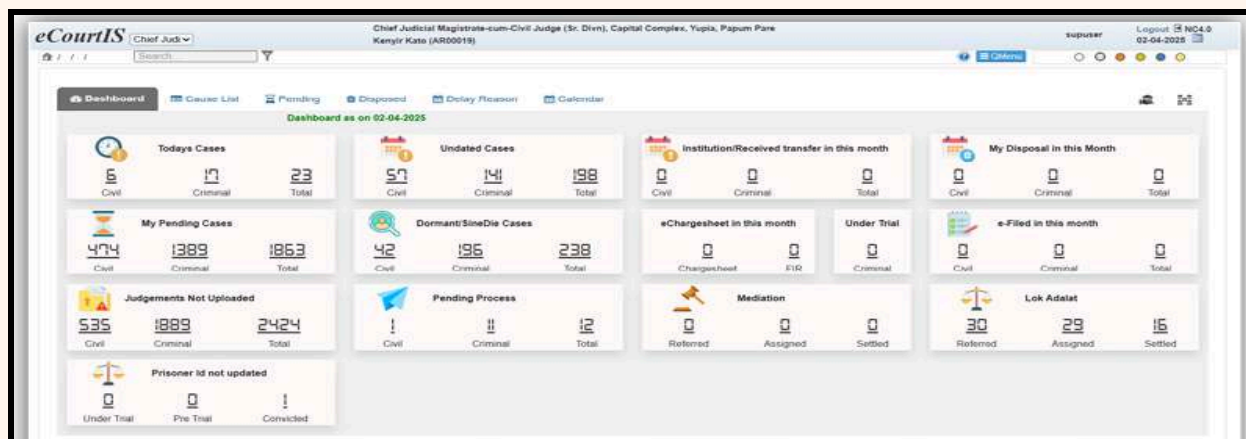 eCourtIS Chief Judi
Chief Judicial Magistrate-cum-Civil Judge (Sr. Divn), Capital Complex, Yupia, Papum Pare
Kenyir Kato (AR00019)
supuser
Logout NC4.0
02-04-2025
/ / /
Search
QMenu
Dashboard Cause List Pending Disposed Delay Reason Calendar
Dashboard as on 02-04-2025
Todays Cases
6 17 23
Civil Criminal Total
Undated Cases
57 141 198
Civil Criminal Total
Institution/Received transfer in this month
0 0 0
Civil Criminal Total
My Disposal in this Month
0 0 0
Civil Criminal Total
My Pending Cases
474 1389 1863
Civil Criminal Total
Dormant/SineDie Cases
42 196 238
Civil Criminal Total
eChargesheet in this month
0 0
Chargesheet FIR
Under Trial
0
Criminal
e-Filed in this month
0 0 0
Civil Criminal Total
Judgements Not Uploaded
535 1889 2424
Civil Criminal Total
Pending Process
1 11 12
Civil Criminal Total
Mediation
0 0 0
Referred Assigned Settled
Lok Adalat
30 29 16
Referred Assigned Settled
Prisoner Id not updated
0 0 1
Under Trial Pre Trial Convicted